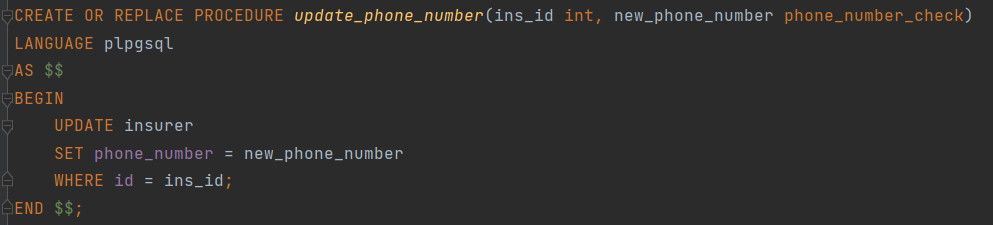 CREATE OR REPLACE PROCEDURE update_phone_number(ins_id int, new_phone_number phone_number_check)
LANGUAGE plpgsql
AS $$
BEGIN
    UPDATE insurer
    SET phone_number = new_phone_number
    WHERE id = ins_id;
END $$;